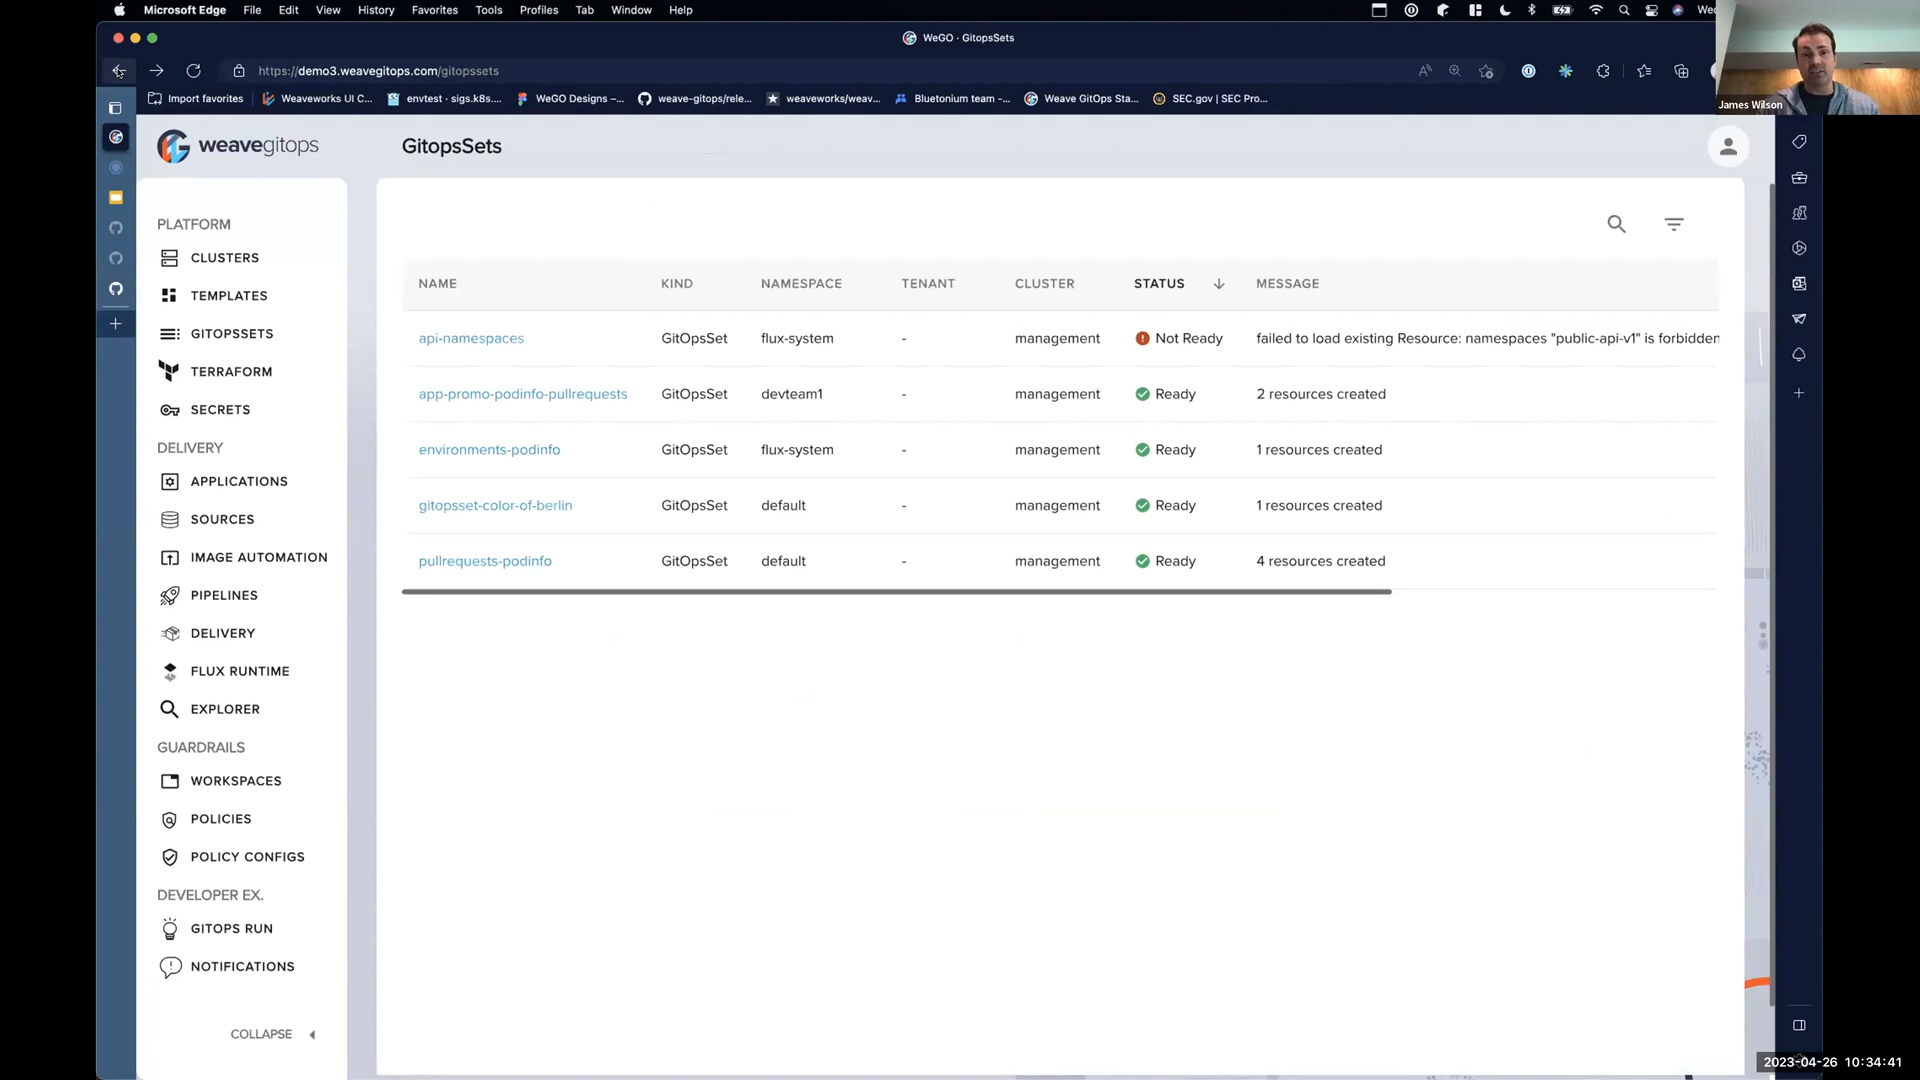 Microsoft Edge File Edit View History Favorites Tools Profiles Tab Window Help
WeGO · GitopsSets
https://demo3.weavegitops.com/gitopssets
Import favorites Weaveworks UI C... envtest · sigs.k8s.... WeGO Designs –... weave-gitops/rele... weaveworks/weav... Bluetonium team -... Weave GitOps Sta... SEC.gov | SEC Pro...
James Wilson
weavegitops
GitopsSets
PLATFORM
CLUSTERS
TEMPLATES
GITOPSSETS
TERRAFORM
SECRETS
DELIVERY
APPLICATIONS
SOURCES
IMAGE AUTOMATION
PIPELINES
DELIVERY
FLUX RUNTIME
EXPLORER
GUARDRAILS
WORKSPACES
POLICIES
POLICY CONFIGS
DEVELOPER EX.
GITOPS RUN
NOTIFICATIONS
COLLAPSE
NAME KIND NAMESPACE TENANT CLUSTER STATUS MESSAGE
api-namespaces GitOpsSet flux-system - management Not Ready failed to load existing Resource: namespaces "public-api-v1" is forbidden
app-promo-podinfo-pullrequests GitOpsSet devteam1 - management Ready 2 resources created
environments-podinfo GitOpsSet flux-system - management Ready 1 resources created
gitopsset-color-of-berlin GitOpsSet default - management Ready 1 resources created
pullrequests-podinfo GitOpsSet default - management Ready 4 resources created
2023-04-26 10:34:41